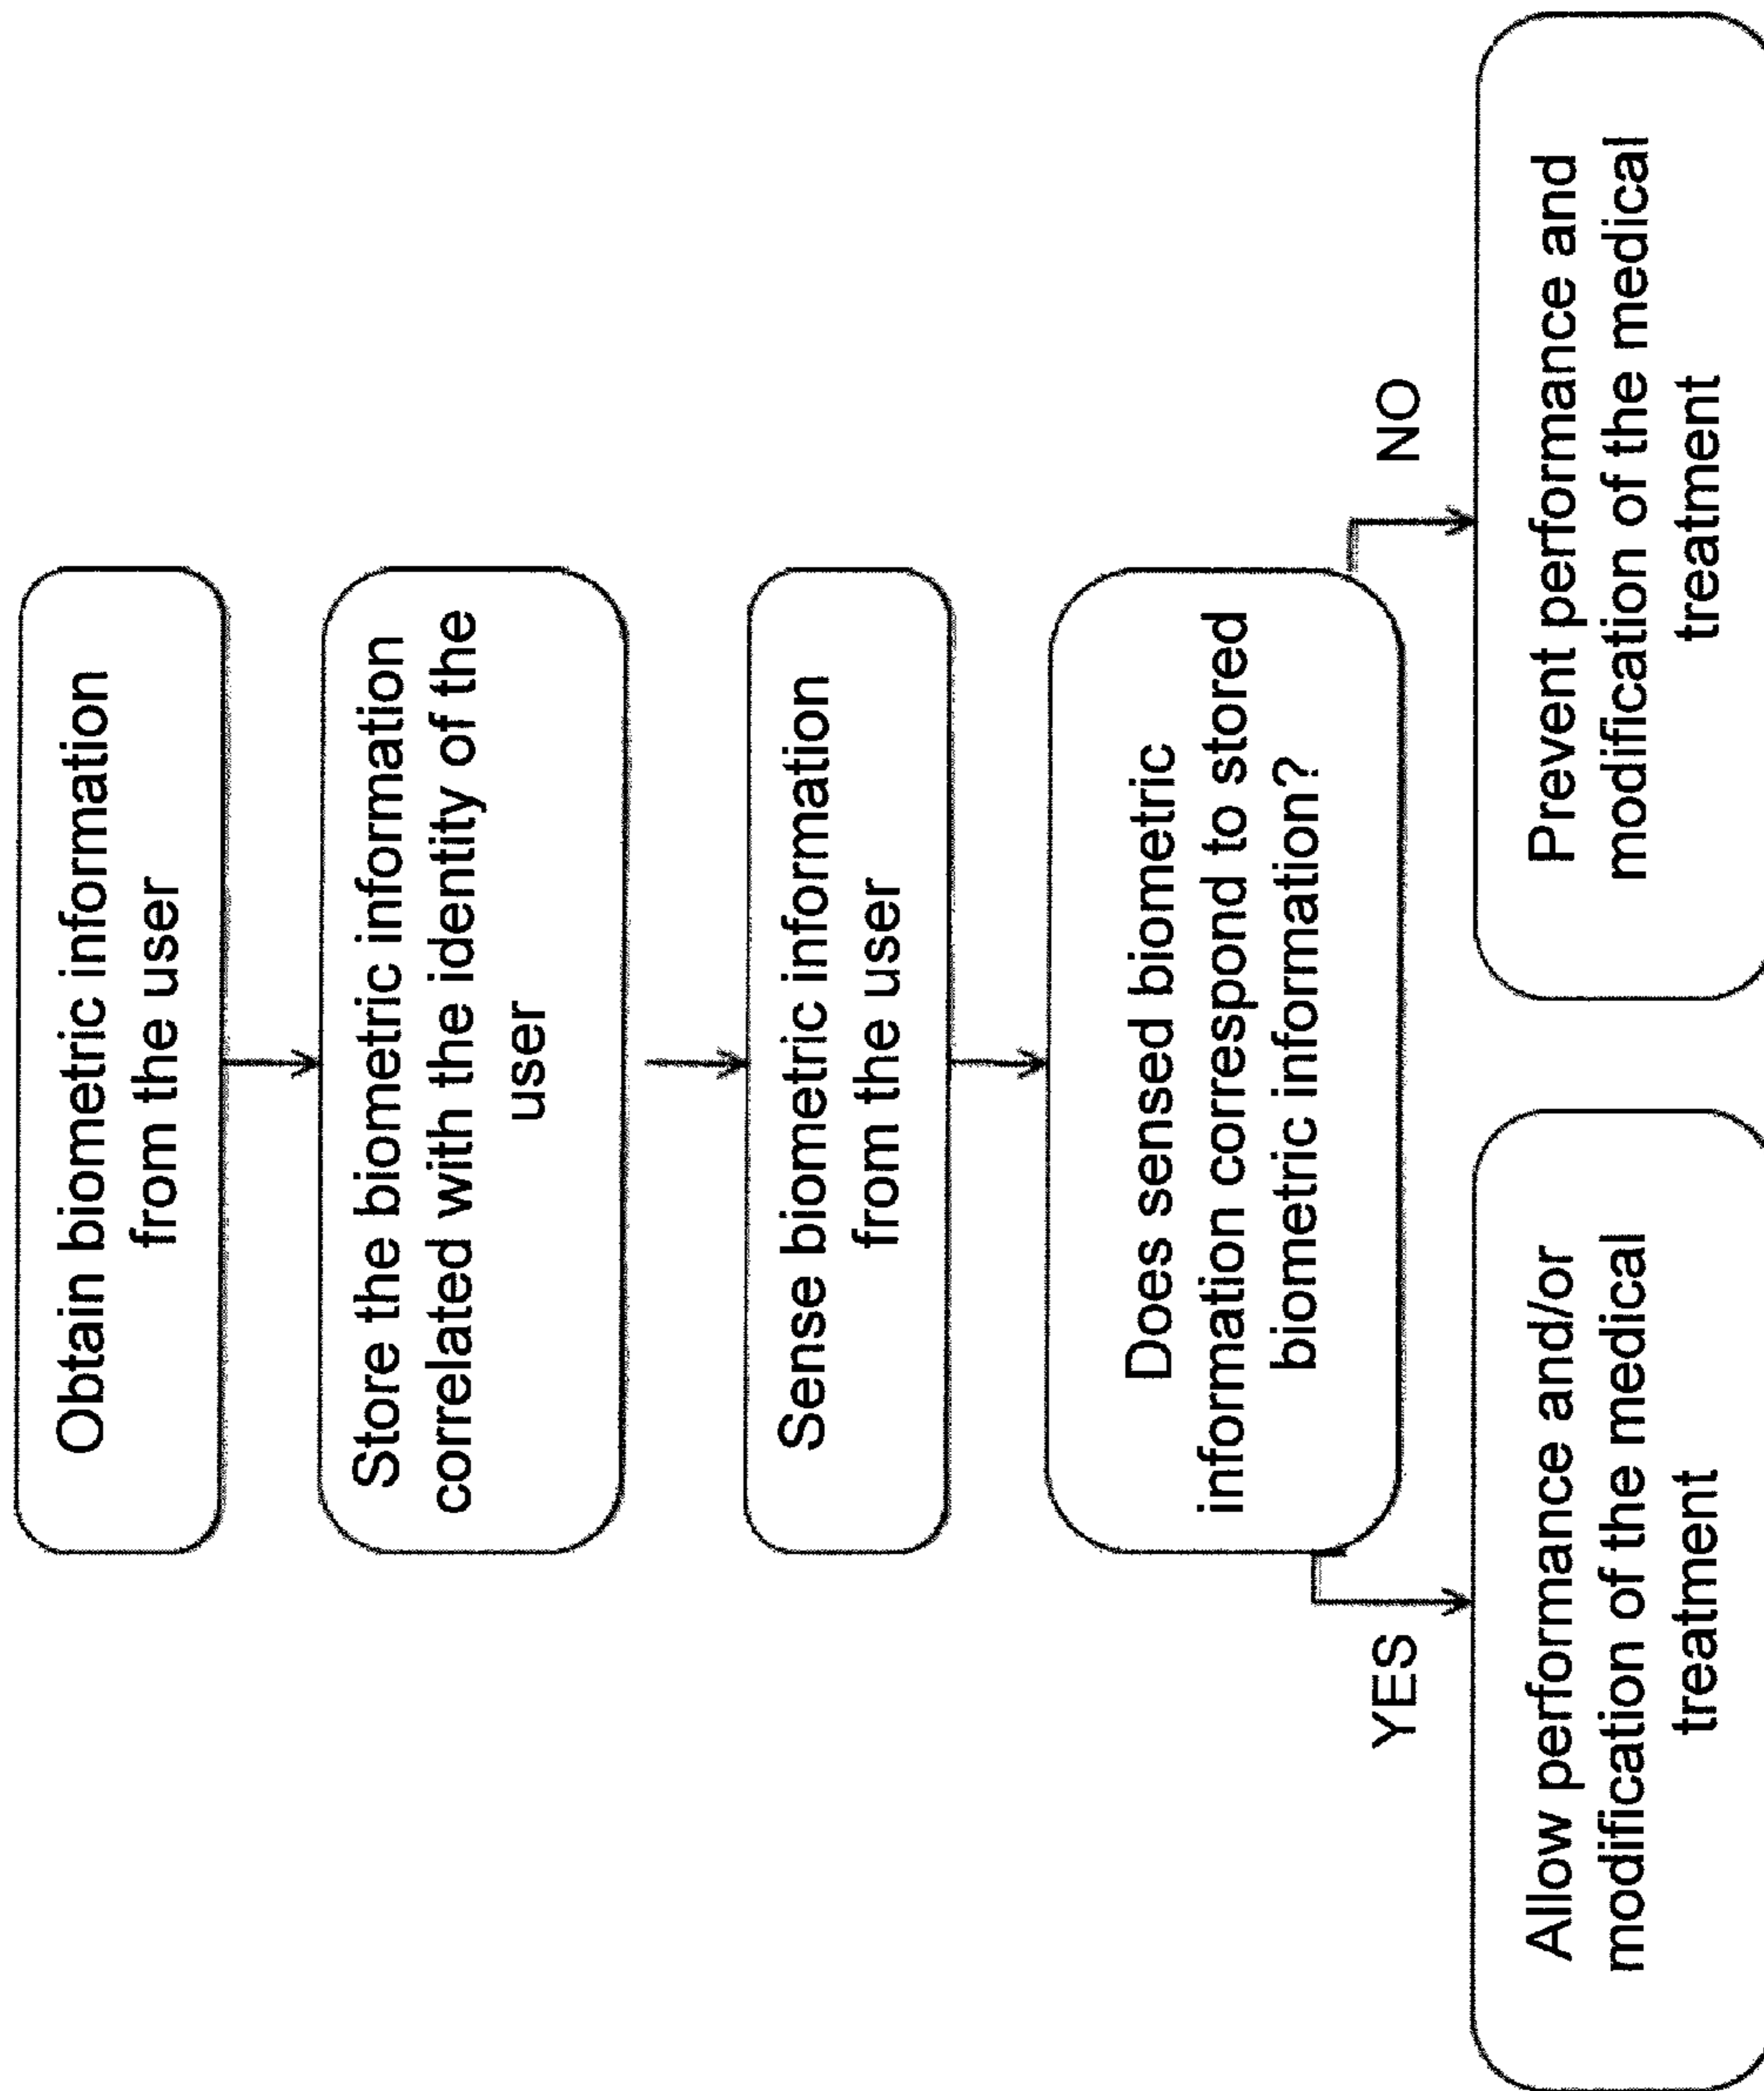 Obtain biometric information
from the user
Store the biometric information
correlated with the identity of the
user
Sense biometric information
from the user
Does sensed biometric
information correspond to stored
biometric information?
YES
NO
Allow performance and/or
modification of the medical
treatment
Prevent performance and
modification of the medical
treatment